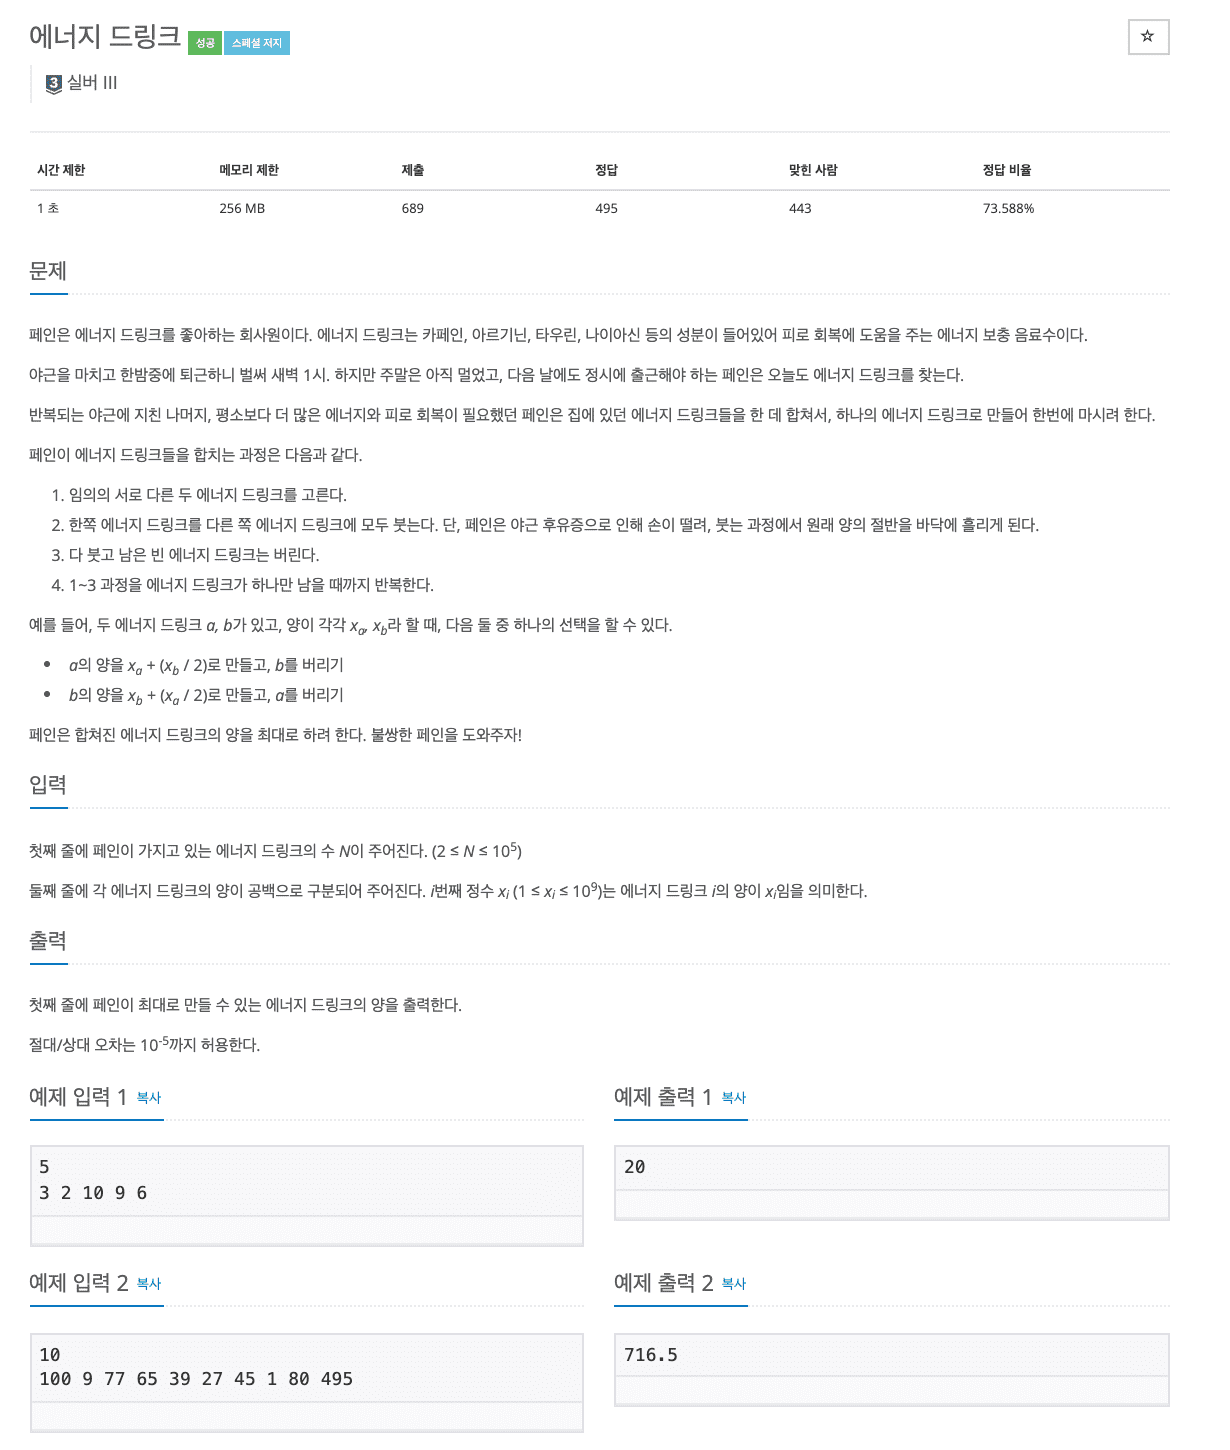 에너지 드링크 성공 스페셜 저지
☆
3 실버 III
시간 제한 메모리 제한 제출 정답 맞힌 사람 정답 비율
1 초 256 MB 689 495 443 73.588%
문제
페인은 에너지 드링크를 좋아하는 회사원이다. 에너지 드링크는 카페인, 아르기닌, 타우린, 나이아신 등의 성분이 들어있어 피로 회복에 도움을 주는 에너지 보충 음료수이다.
야근을 마치고 한밤중에 퇴근하니 벌써 새벽 1시. 하지만 주말은 아직 멀었고, 다음 날에도 정시에 출근해야 하는 페인은 오늘도 에너지 드링크를 찾는다.
반복되는 야근에 지친 나머지, 평소보다 더 많은 에너지와 피로 회복이 필요했던 페인은 집에 있던 에너지 드링크들을 한 데 합쳐서, 하나의 에너지 드링크로 만들어 한번에 마시려 한다.
페인이 에너지 드링크들을 합치는 과정은 다음과 같다.
1. 임의의 서로 다른 두 에너지 드링크를 고른다.
2. 한쪽 에너지 드링크를 다른 쪽 에너지 드링크에 모두 붓는다. 단, 페인은 야근 후유증으로 인해 손이 떨려, 붓는 과정에서 원래 양의 절반을 바닥에 흘리게 된다.
3. 다 붓고 남은 빈 에너지 드링크는 버린다.
4. 1~3 과정을 에너지 드링크가 하나만 남을 때까지 반복한다.
예를 들어, 두 에너지 드링크 a, b가 있고, 양이 각각 xa, xb라 할 때, 다음 둘 중 하나의 선택을 할 수 있다.
• a의 양을 xa + (xb / 2)로 만들고, b를 버리기
• b의 양을 xb + (xa / 2)로 만들고, a를 버리기
페인은 합쳐진 에너지 드링크의 양을 최대로 하려 한다. 불쌍한 페인을 도와주자!
입력
첫째 줄에 페인이 가지고 있는 에너지 드링크의 수 N이 주어진다. (2 ≤ N ≤ 10^5)
둘째 줄에 각 에너지 드링크의 양이 공백으로 구분되어 주어진다. i번째 정수 xi (1 ≤ xi ≤ 10^9)는 에너지 드링크 i의 양이 xi임을 의미한다.
출력
첫째 줄에 페인이 최대로 만들 수 있는 에너지 드링크의 양을 출력한다.
절대/상대 오차는 10^-5까지 허용한다.
예제 입력 1 복사
5
3 2 10 9 6
예제 출력 1 복사
20
예제 입력 2 복사
10
100 9 77 65 39 27 45 1 80 495
예제 출력 2 복사
716.5